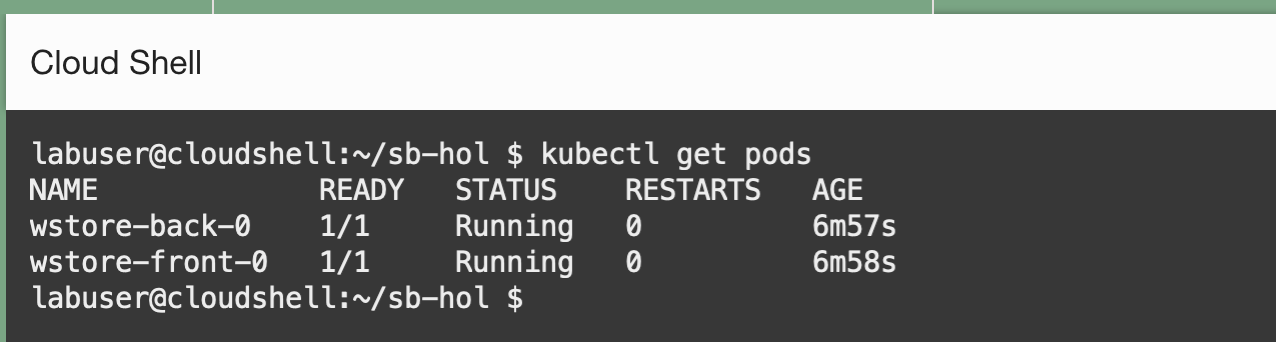 Cloud Shell
labuser@cloudshell:~/sb-hol $ kubectl get pods
NAME             READY   STATUS    RESTARTS   AGE
wstore-back-0    1/1     Running   0          6m57s
wstore-front-0   1/1     Running   0          6m58s
labuser@cloudshell:~/sb-hol $